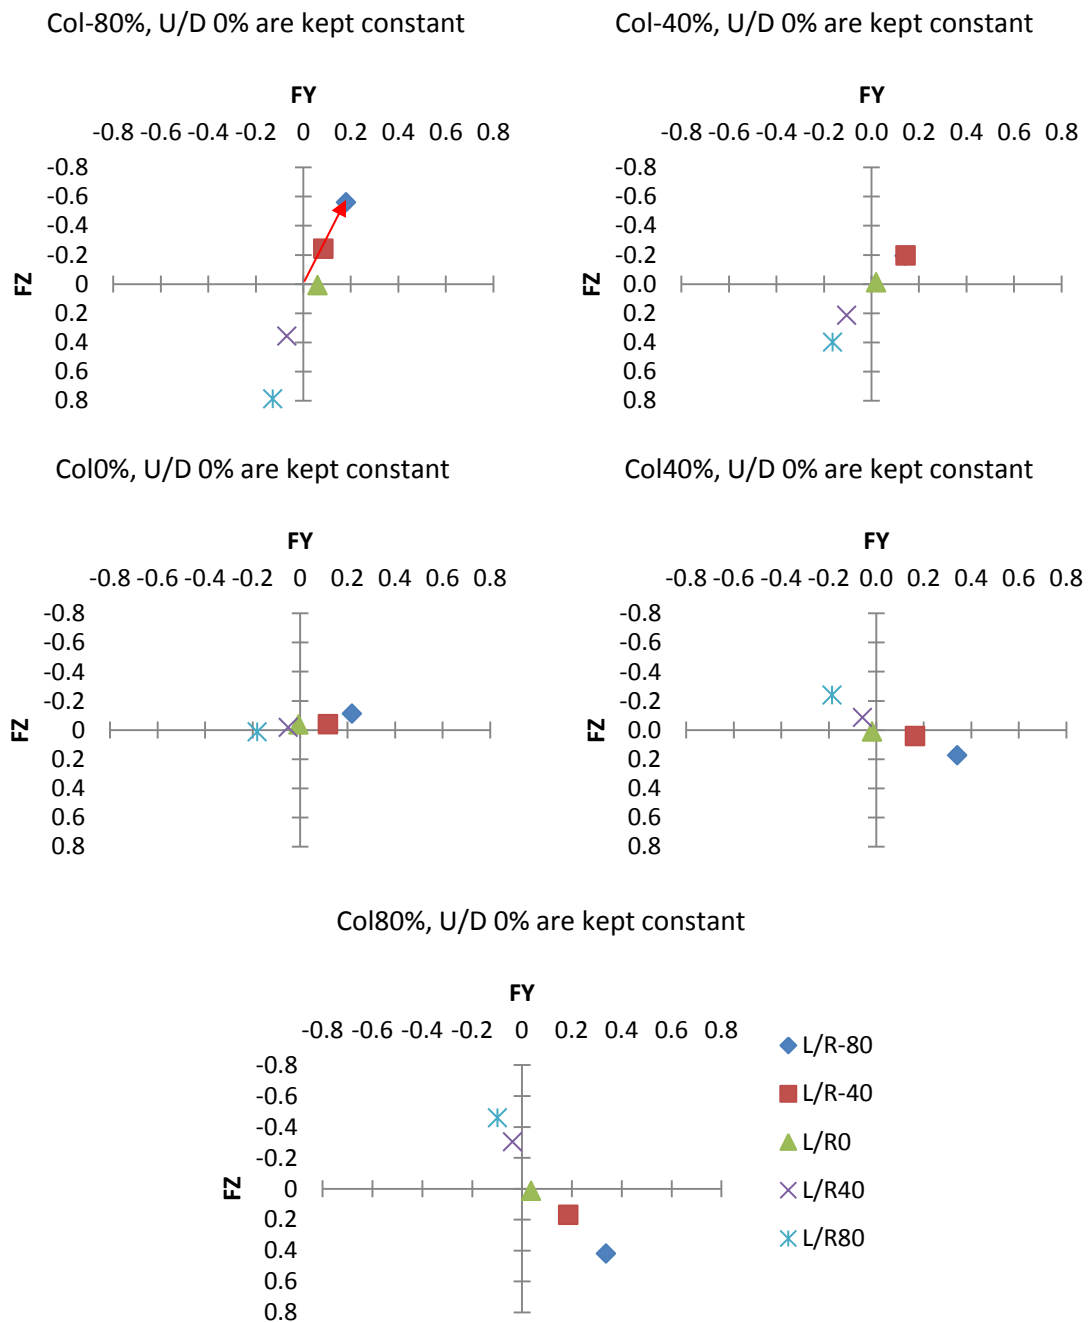 Col-80%, U/D 0% are kept constant
FY
-0.8 -0.6 -0.4 -0.2 0 0.2 0.4 0.6 0.8
-0.8
-0.6
-0.4
-0.2
0
0.2
0.4
0.6
0.8
FZ
Col-40%, U/D 0% are kept constant
FY
-0.8 -0.6 -0.4 -0.2 0.0 0.2 0.4 0.6 0.8
-0.8
-0.6
-0.4
-0.2
0.0
0.2
0.4
0.6
0.8
FZ
Col0%, U/D 0% are kept constant
FY
-0.8 -0.6 -0.4 -0.2 0 0.2 0.4 0.6 0.8
-0.8
-0.6
-0.4
-0.2
0
0.2
0.4
0.6
0.8
FZ
Col40%, U/D 0% are kept constant
FY
-0.8 -0.6 -0.4 -0.2 0.0 0.2 0.4 0.6 0.8
-0.8
-0.6
-0.4
-0.2
0.0
0.2
0.4
0.6
0.8
FZ
Col80%, U/D 0% are kept constant
FY
-0.8 -0.6 -0.4 -0.2 0 0.2 0.4 0.6 0.8
-0.8
-0.6
-0.4
-0.2
0
0.2
0.4
0.6
0.8
FZ
L/R-80
L/R-40
L/R0
L/R40
L/R80